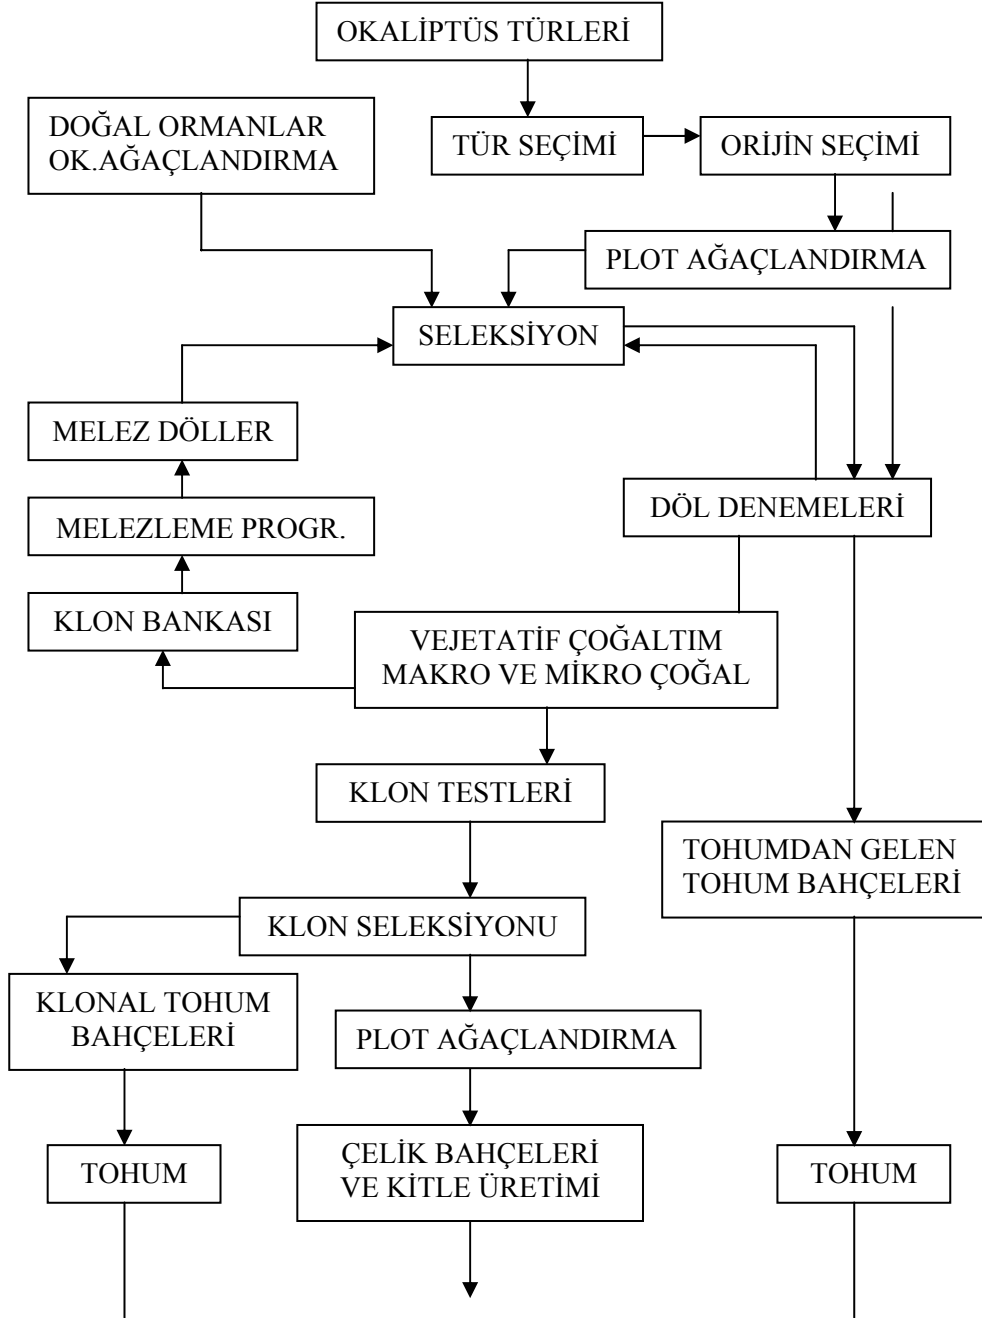 OKALİPTÜS TÜRLERİ
DOĞAL ORMANLAR
OK.AĞAÇLANDIRMA
TÜR SEÇİMİ
ORİJİN SEÇİMİ
PLOT AĞAÇLANDIRMA
SELEKSİYON
MELEZ DÖLLER
DÖL DENEMELERİ
MELEZLEME PROGR.
KLON BANKASI
VEJETATİF ÇOĞALTIM
MAKRO VE MİKRO ÇOĞAL
KLON TESTLERİ
TOHUMDAN GELEN
TOHUM BAHÇELERİ
KLON SELEKSİYONU
KLONAL TOHUM
BAHÇELERİ
PLOT AĞAÇLANDIRMA
TOHUM
ÇELİK BAHÇELERİ
VE KİTLE ÜRETİMİ
TOHUM